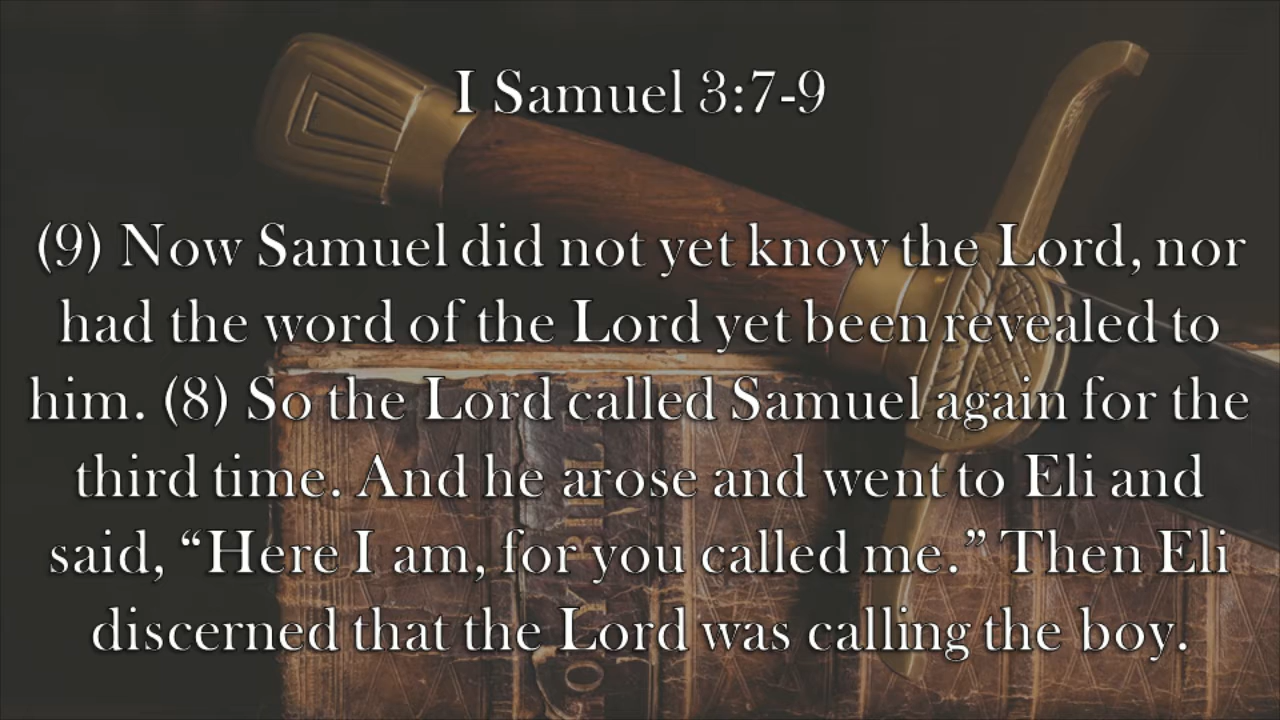 I Samuel 3:7-9
(9) Now Samuel did not yet know the Lord, nor
had the word of the Lord yet been revealed to
him. (8) So the Lord called Samuel again for the
third time. And he arose and went to Eli and
said, “Here I am, for you called me.” Then Eli
discerned that the Lord was calling the boy.